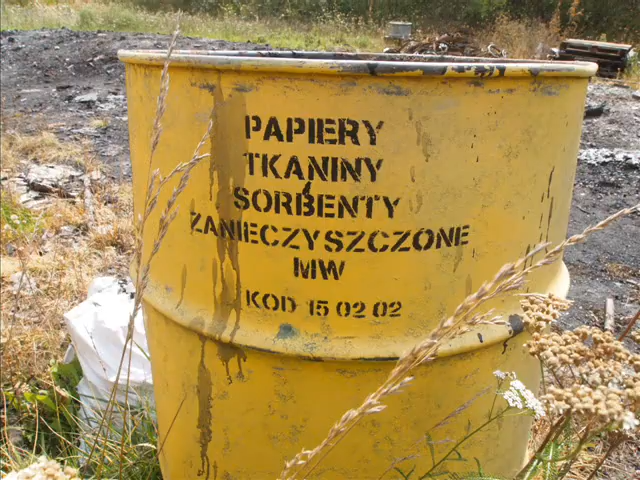 PAPIERY
TKANINY
SORBENTY
ZANIECZYSZCZONE
MW
KOD 15 02 02